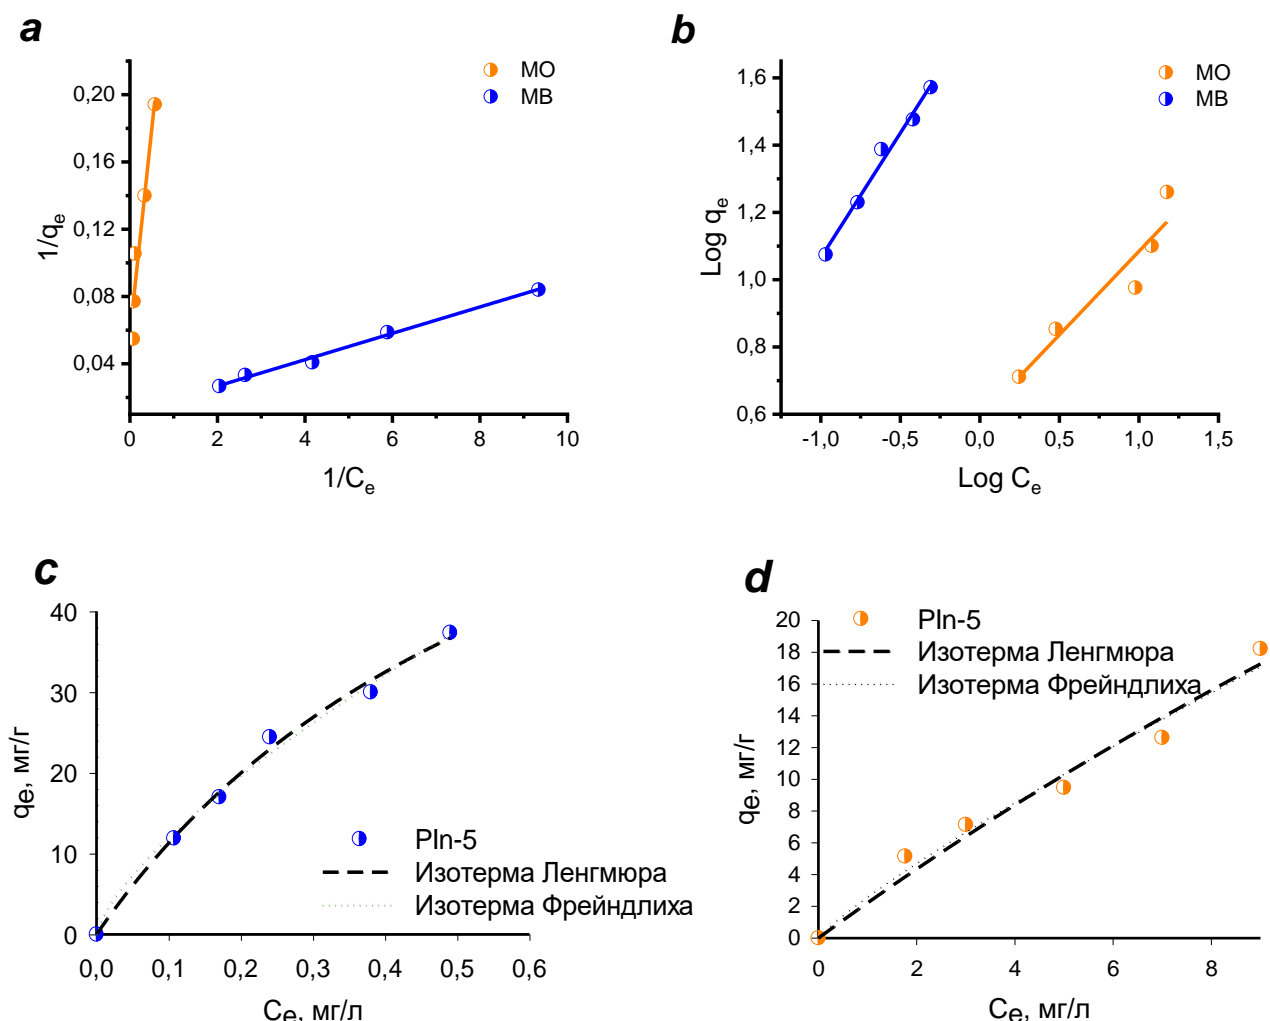 a
MO
MB
0,20
0,16
0,12
0,08
0,04
1/qe
0 2 4 6 8 10
1/Ce
b
MO
MB
1,6
1,4
1,2
1,0
0,8
0,6
Log qe
-1,0 -0,5 0,0 0,5 1,0 1,5
Log Ce
c
40
30
20
10
0
qe, мг/г
PIn-5
Изотерма Ленгмюра
Изотерма Фрейндлиха
0,0 0,1 0,2 0,3 0,4 0,5 0,6
Ce, мг/л
d
PIn-5
Изотерма Ленгмюра
Изотерма Фрейндлиха
20
18
16
14
12
10
8
6
4
2
0
qe, мг/г
0 2 4 6 8
Ce, мг/л